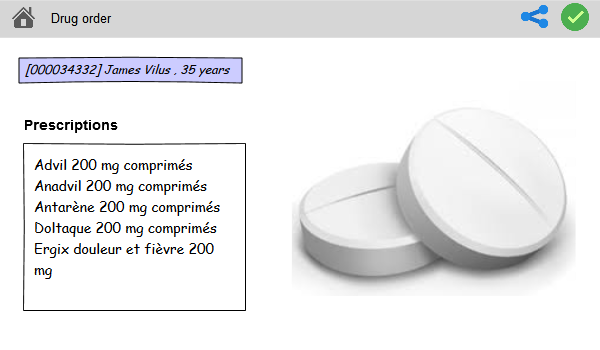 Drug order
[000034332] James Vilus , 35 years
Prescriptions
Advil 200 mg comprimés
Anadvil 200 mg comprimés
Antarène 200 mg comprimés
Doltaque 200 mg comprimés
Ergix douleur et fièvre 200
mg